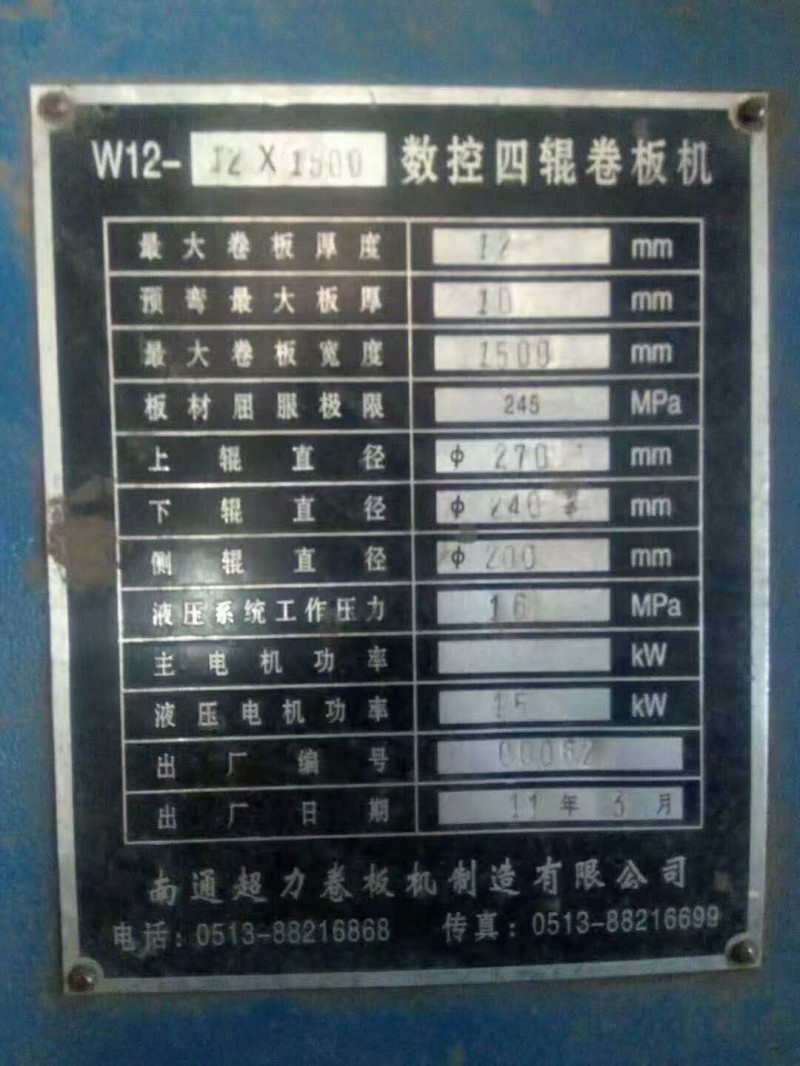 W12-12X1500 数控四辊卷板机
最大卷板厚度 12 mm
预弯最大板厚 10 mm
最大卷板宽度 1500 mm
板材屈服极限 245 MPa
上辊直径 φ 270 mm
下辊直径 φ 240 mm
侧辊直径 φ 200 mm
液压系统工作压力 16 MPa
主电机功率 kW
液压电机功率 15 kW
出厂编号 00062
出厂日期 11年3月
南通超力卷板机制造有限公司
电话：0513-88216868 传真：0513-88216699